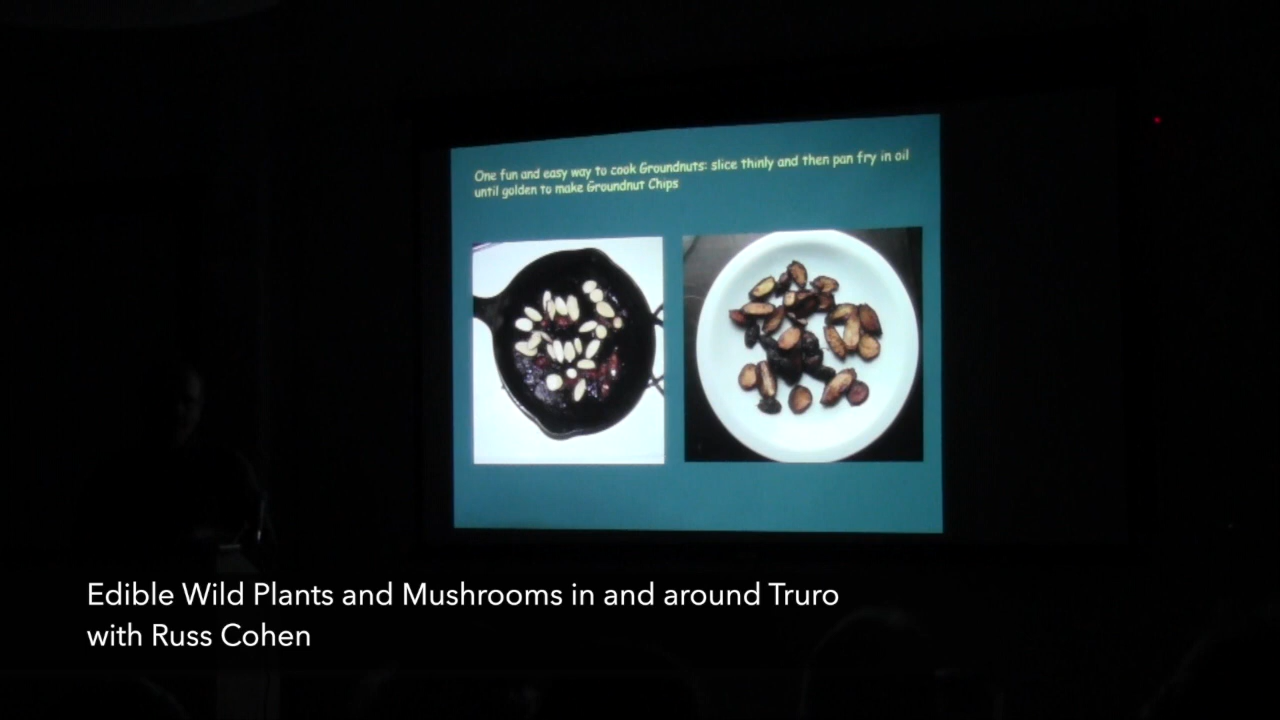 One fun and easy way to cook Groundnuts: slice thinly and then pan fry in oil
until golden to make Groundnut Chips
Edible Wild Plants and Mushrooms in and around Truro
with Russ Cohen